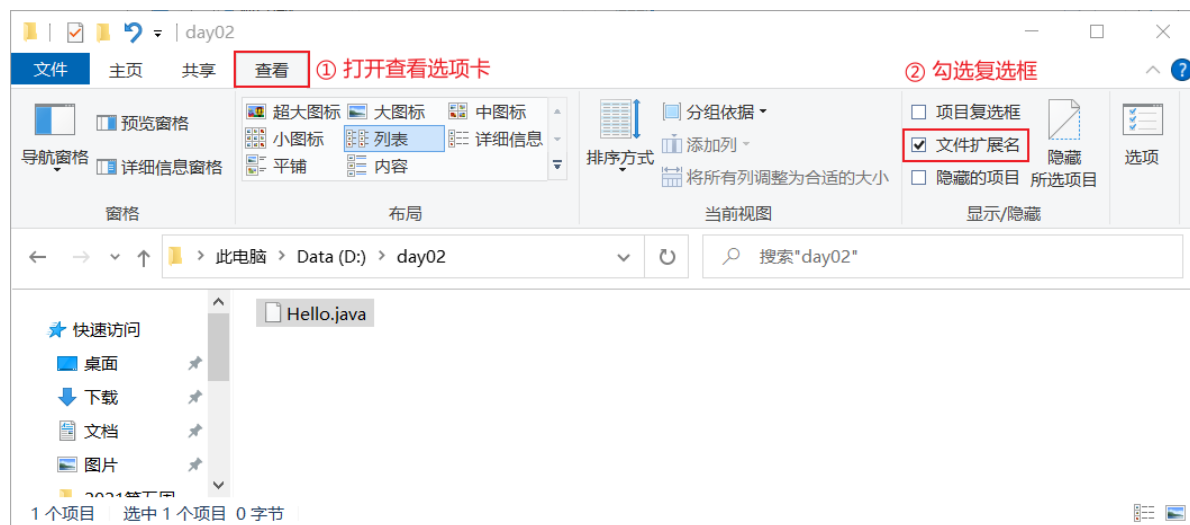 day02
文件 主页 共享 查看 ① 打开查看选项卡 ② 勾选复选框
导航窗格
预览窗格
详细信息窗格
窗格
超大图标 大图标 中图标
小图标 列表 详细信息
平铺 内容
布局
排序方式
分组依据
添加列
将所有列调整为合适的大小
当前视图
项目复选框
文件扩展名
隐藏的项目
隐藏
所选项目
显示/隐藏
选项
此电脑 > Data (D:) > day02
搜索"day02"
快速访问
桌面
下载
文档
图片
Hello.java
1 个项目 选中 1 个项目 0 字节